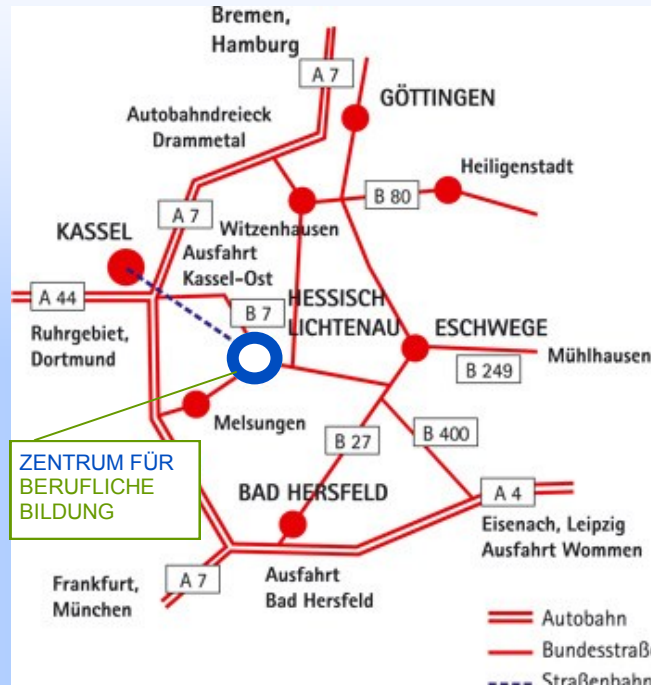 Bremen,
Hamburg
A 7
GÖTTINGEN
Autobahndreieck
Drammetal
Heiligenstadt
B 80
A 7
Witzenhausen
KASSEL
Ausfahrt
Kassel-Ost
A 44
B 7
HESSISCH
LICHTENAU
ESCHWEGE
Ruhrgebiet,
Dortmund
Mühlhausen
B 249
Melsungen
B 27
B 400
ZENTRUM FÜR
BERUFLICHE
BILDUNG
BAD HERSFELD
A 4
Eisenach, Leipzig
Ausfahrt Wommen
Frankfurt,
München
A 7
Ausfahrt
Bad Hersfeld
Autobahn
Bundesstraße
Straßenbahn